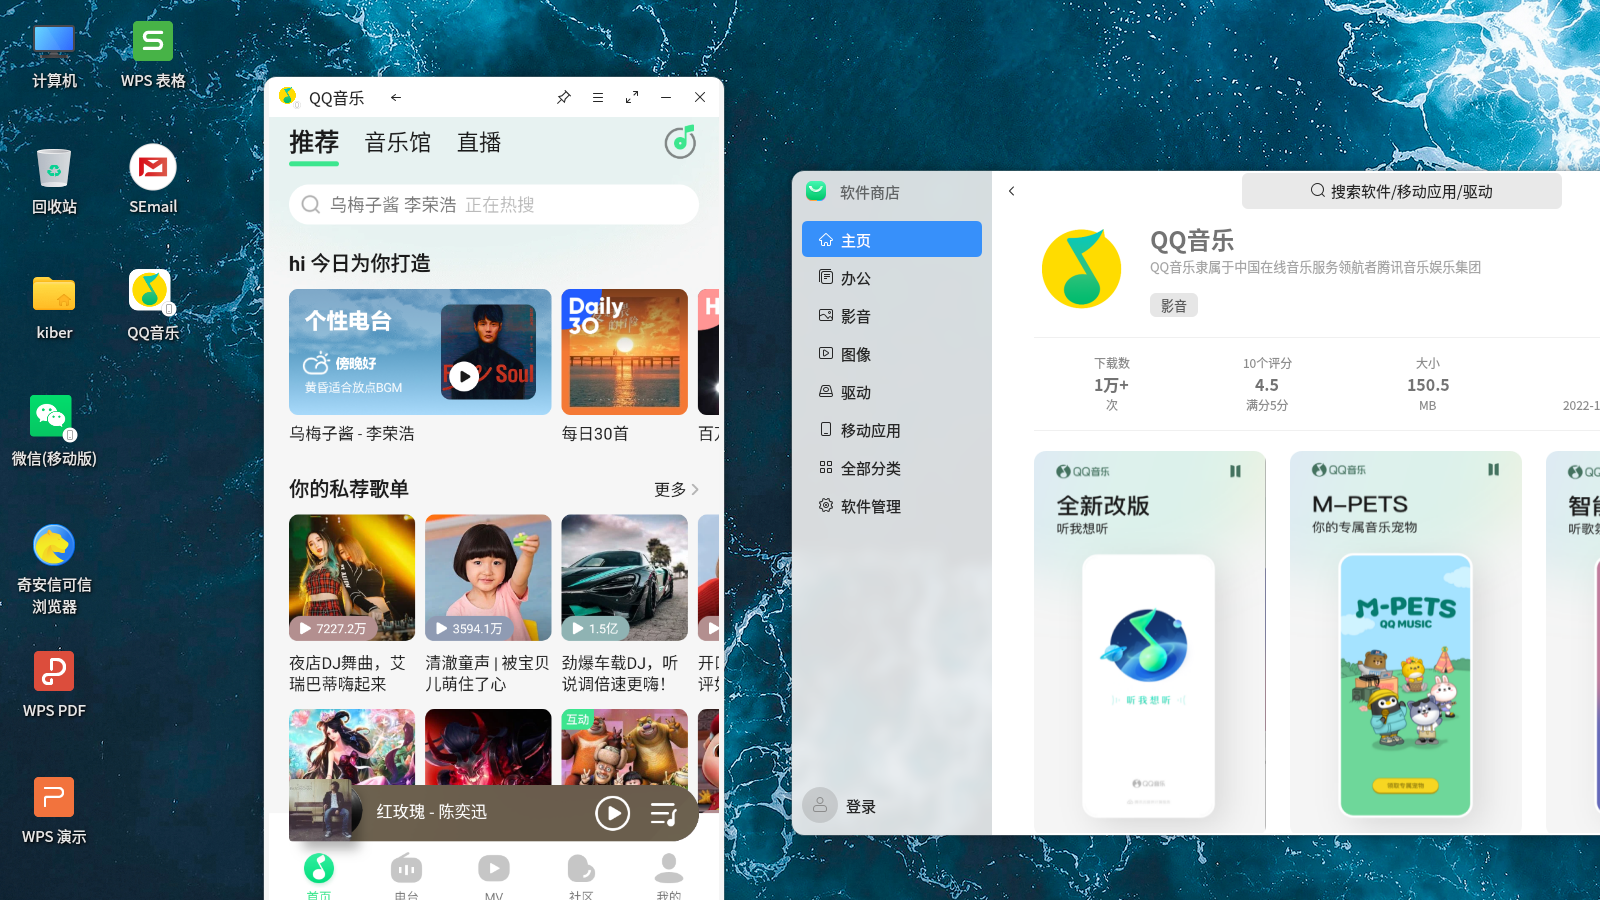 计算机
WPS 表格
回收站
SEmail
kiber
QQ音乐
微信(移动版)
奇安信可信
浏览器
WPS PDF
WPS 演示
QQ音乐
推荐 音乐馆 直播
乌梅子酱 李荣浩 正在热搜
hi 今日为你打造
个性电台
傍晚好
黄昏适合放点BGM
Soul
Daily
30
H
乌梅子酱 - 李荣浩
每日30首
百万
你的私荐歌单
更多
7227.2万
3594.1万
1.5亿
夜店DJ舞曲，艾
瑞巴蒂嗨起来
清澈童声 | 被宝贝
儿萌住了心
劲爆车载DJ，听
说调倍速更嗨！
开口
评如
互动
红玫瑰 - 陈奕迅
首页
电台
MV
社区
我的
软件商店
主页
办公
影音
图像
驱动
移动应用
全部分类
软件管理
登录
搜索软件/移动应用/驱动
QQ音乐
QQ音乐隶属于中国在线音乐服务领航者腾讯音乐娱乐集团
影音
下载数
1万+
次
10个评分
4.5
满分5分
大小
150.5
MB
2022-1
QQ音乐
全新改版
听我想听
听我想听
QQ音乐
QQ音乐
M-PETS
你的专属音乐宠物
M-PETS
QQ MUSIC
领取专属宠物
QQ
智能
听歌